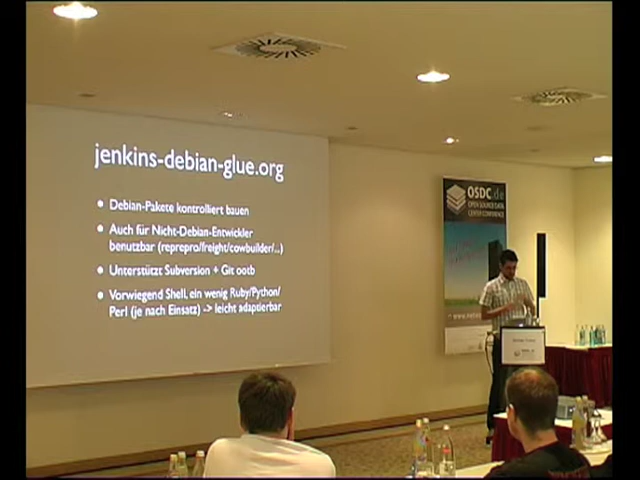 jenkins-debian-glue.org
• Debian-Pakete kontrolliert bauen
• Auch für Nicht-Debian-Entwickler
benutzbar (reprepro/freight/cowbuilder/...)
• Unterstützt Subversion + Git ootb
• Vorwiegend Shell, ein wenig Ruby/Python/
Perl (je nach Einsatz) -> leicht adaptierbar
OSDC.de
OPEN SOURCE DATA
CENTER CONFERENCE